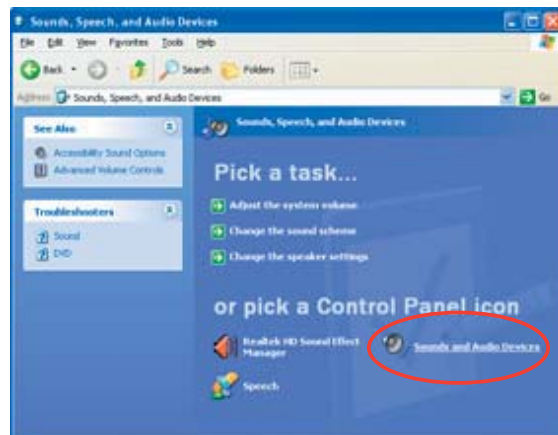 Sounds, Speech, and Audio Devices
File Edit View Favorites Tools Help
Back Search Folders
Address Sounds, Speech, and Audio Devices Go
See Also
Accessibility Sound Options
Advanced Volume Controls
Troubleshooters
Sound
DVD
Sounds, Speech, and Audio Devices
Pick a task...
Adjust the system volume
Change the sound scheme
Change the speaker settings
or pick a Control Panel icon
Realtek HD Sound Effect
Manager
Sounds and Audio Devices
Speech